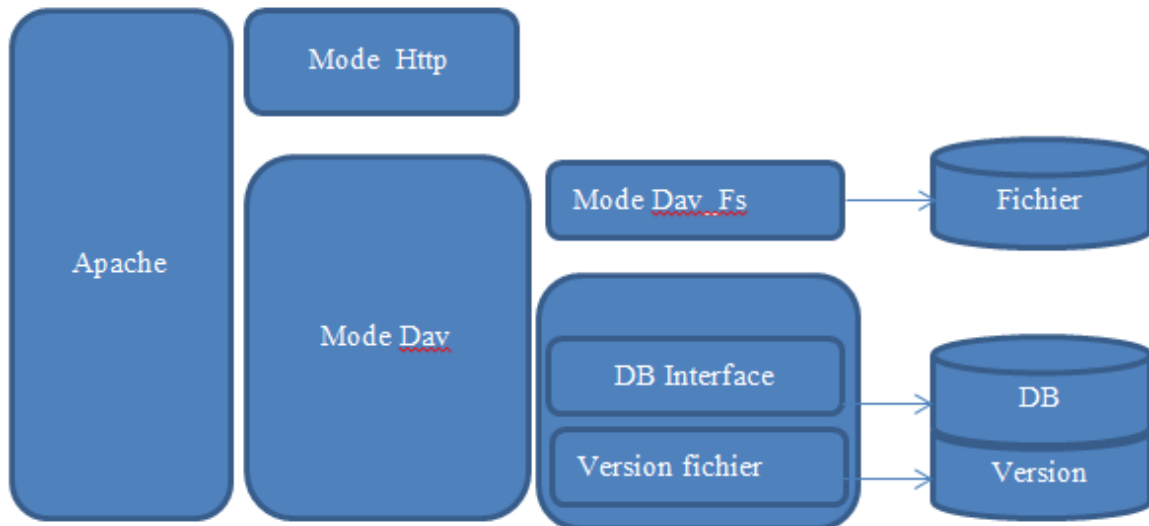 Mode Http
Apache
Mode Dav
Mode Dav_Fs
Fichier
DB Interface
DB
Version fichier
Version